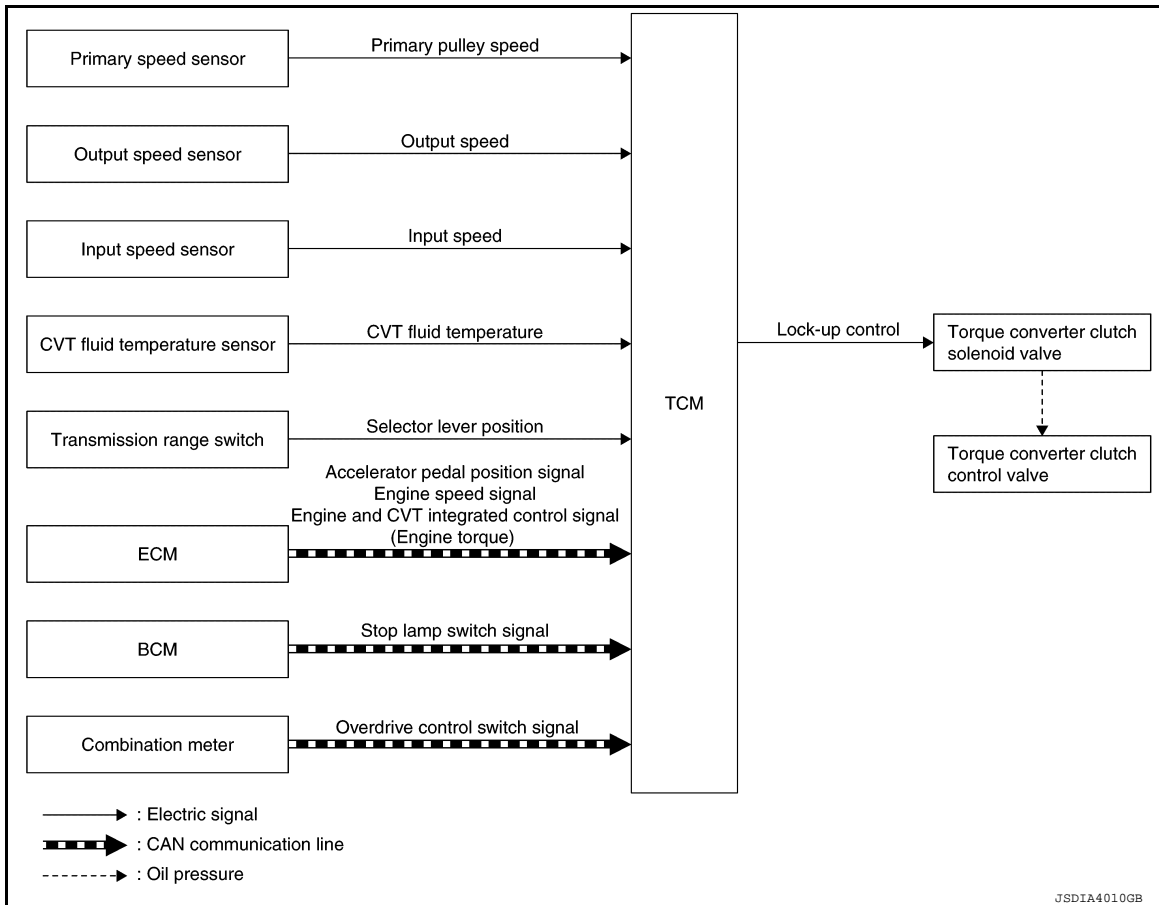 Primary speed sensor
Primary pulley speed
Output speed sensor
Output speed
Input speed sensor
Input speed
CVT fluid temperature sensor
CVT fluid temperature
Transmission range switch
Selector lever position
ECM
Accelerator pedal position signal
Engine speed signal
Engine and CVT integrated control signal
(Engine torque)
BCM
Stop lamp switch signal
Combination meter
Overdrive control switch signal
TCM
Lock-up control
Torque converter clutch
solenoid valve
Torque converter clutch
control valve
: Electric signal
: CAN communication line
: Oil pressure
JSDIA4010GB